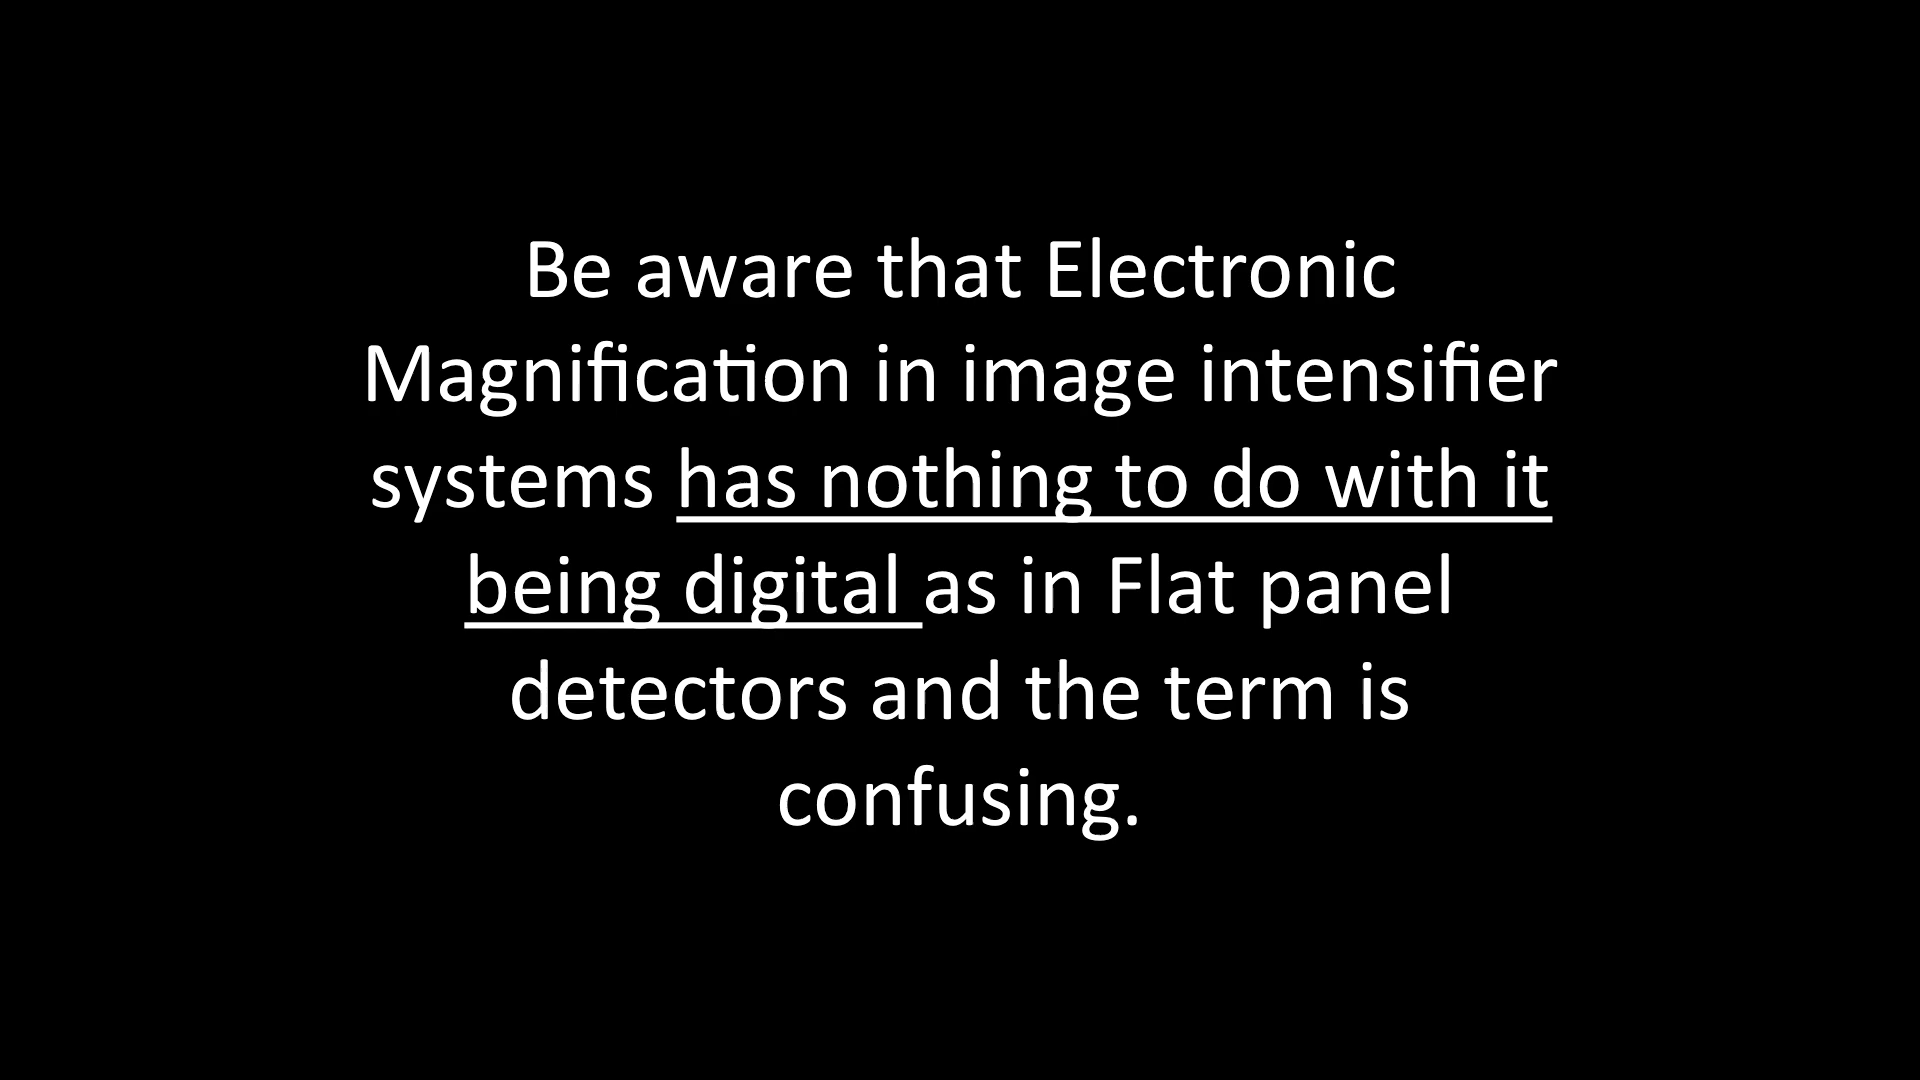 Be aware that Electronic
Magnification in image intensifier
systems has nothing to do with it
being digital as in Flat panel
detectors and the term is
confusing.